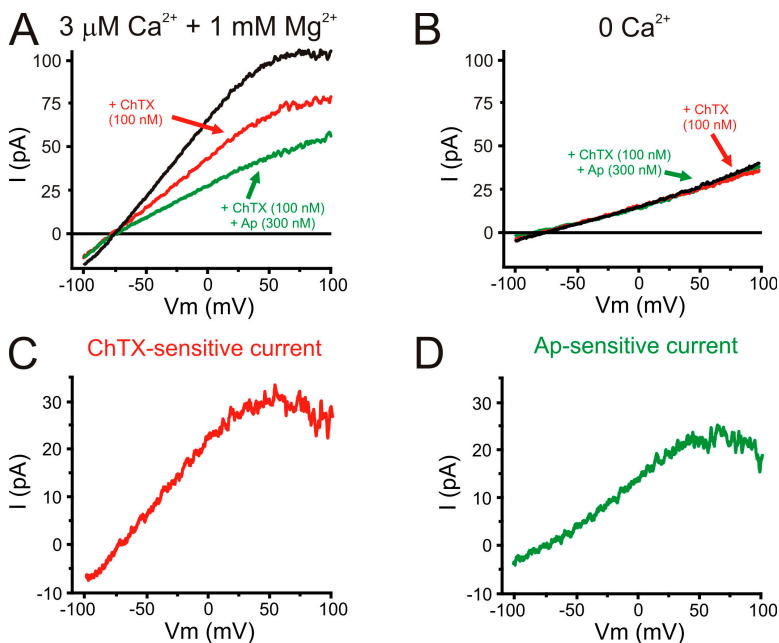 A
3 μM Ca²⁺ + 1 mM Mg²⁺
I (pA)
100
75
50
25
0
+ ChTX
(100 nM)
+ ChTX (100 nM)
+ Ap (300 nM)
-100 -50 0 50 100
Vm (mV)
B
0 Ca²⁺
I (pA)
100
75
50
25
0
+ ChTX
(100 nM)
+ ChTX (100 nM)
+ Ap (300 nM)
-100 -50 0 50 100
Vm (mV)
C
ChTX-sensitive current
I (pA)
30
20
10
0
-10
-100 -50 0 50 100
Vm (mV)
D
Ap-sensitive current
I (pA)
30
20
10
0
-10
-100 -50 0 50 100
Vm (mV)